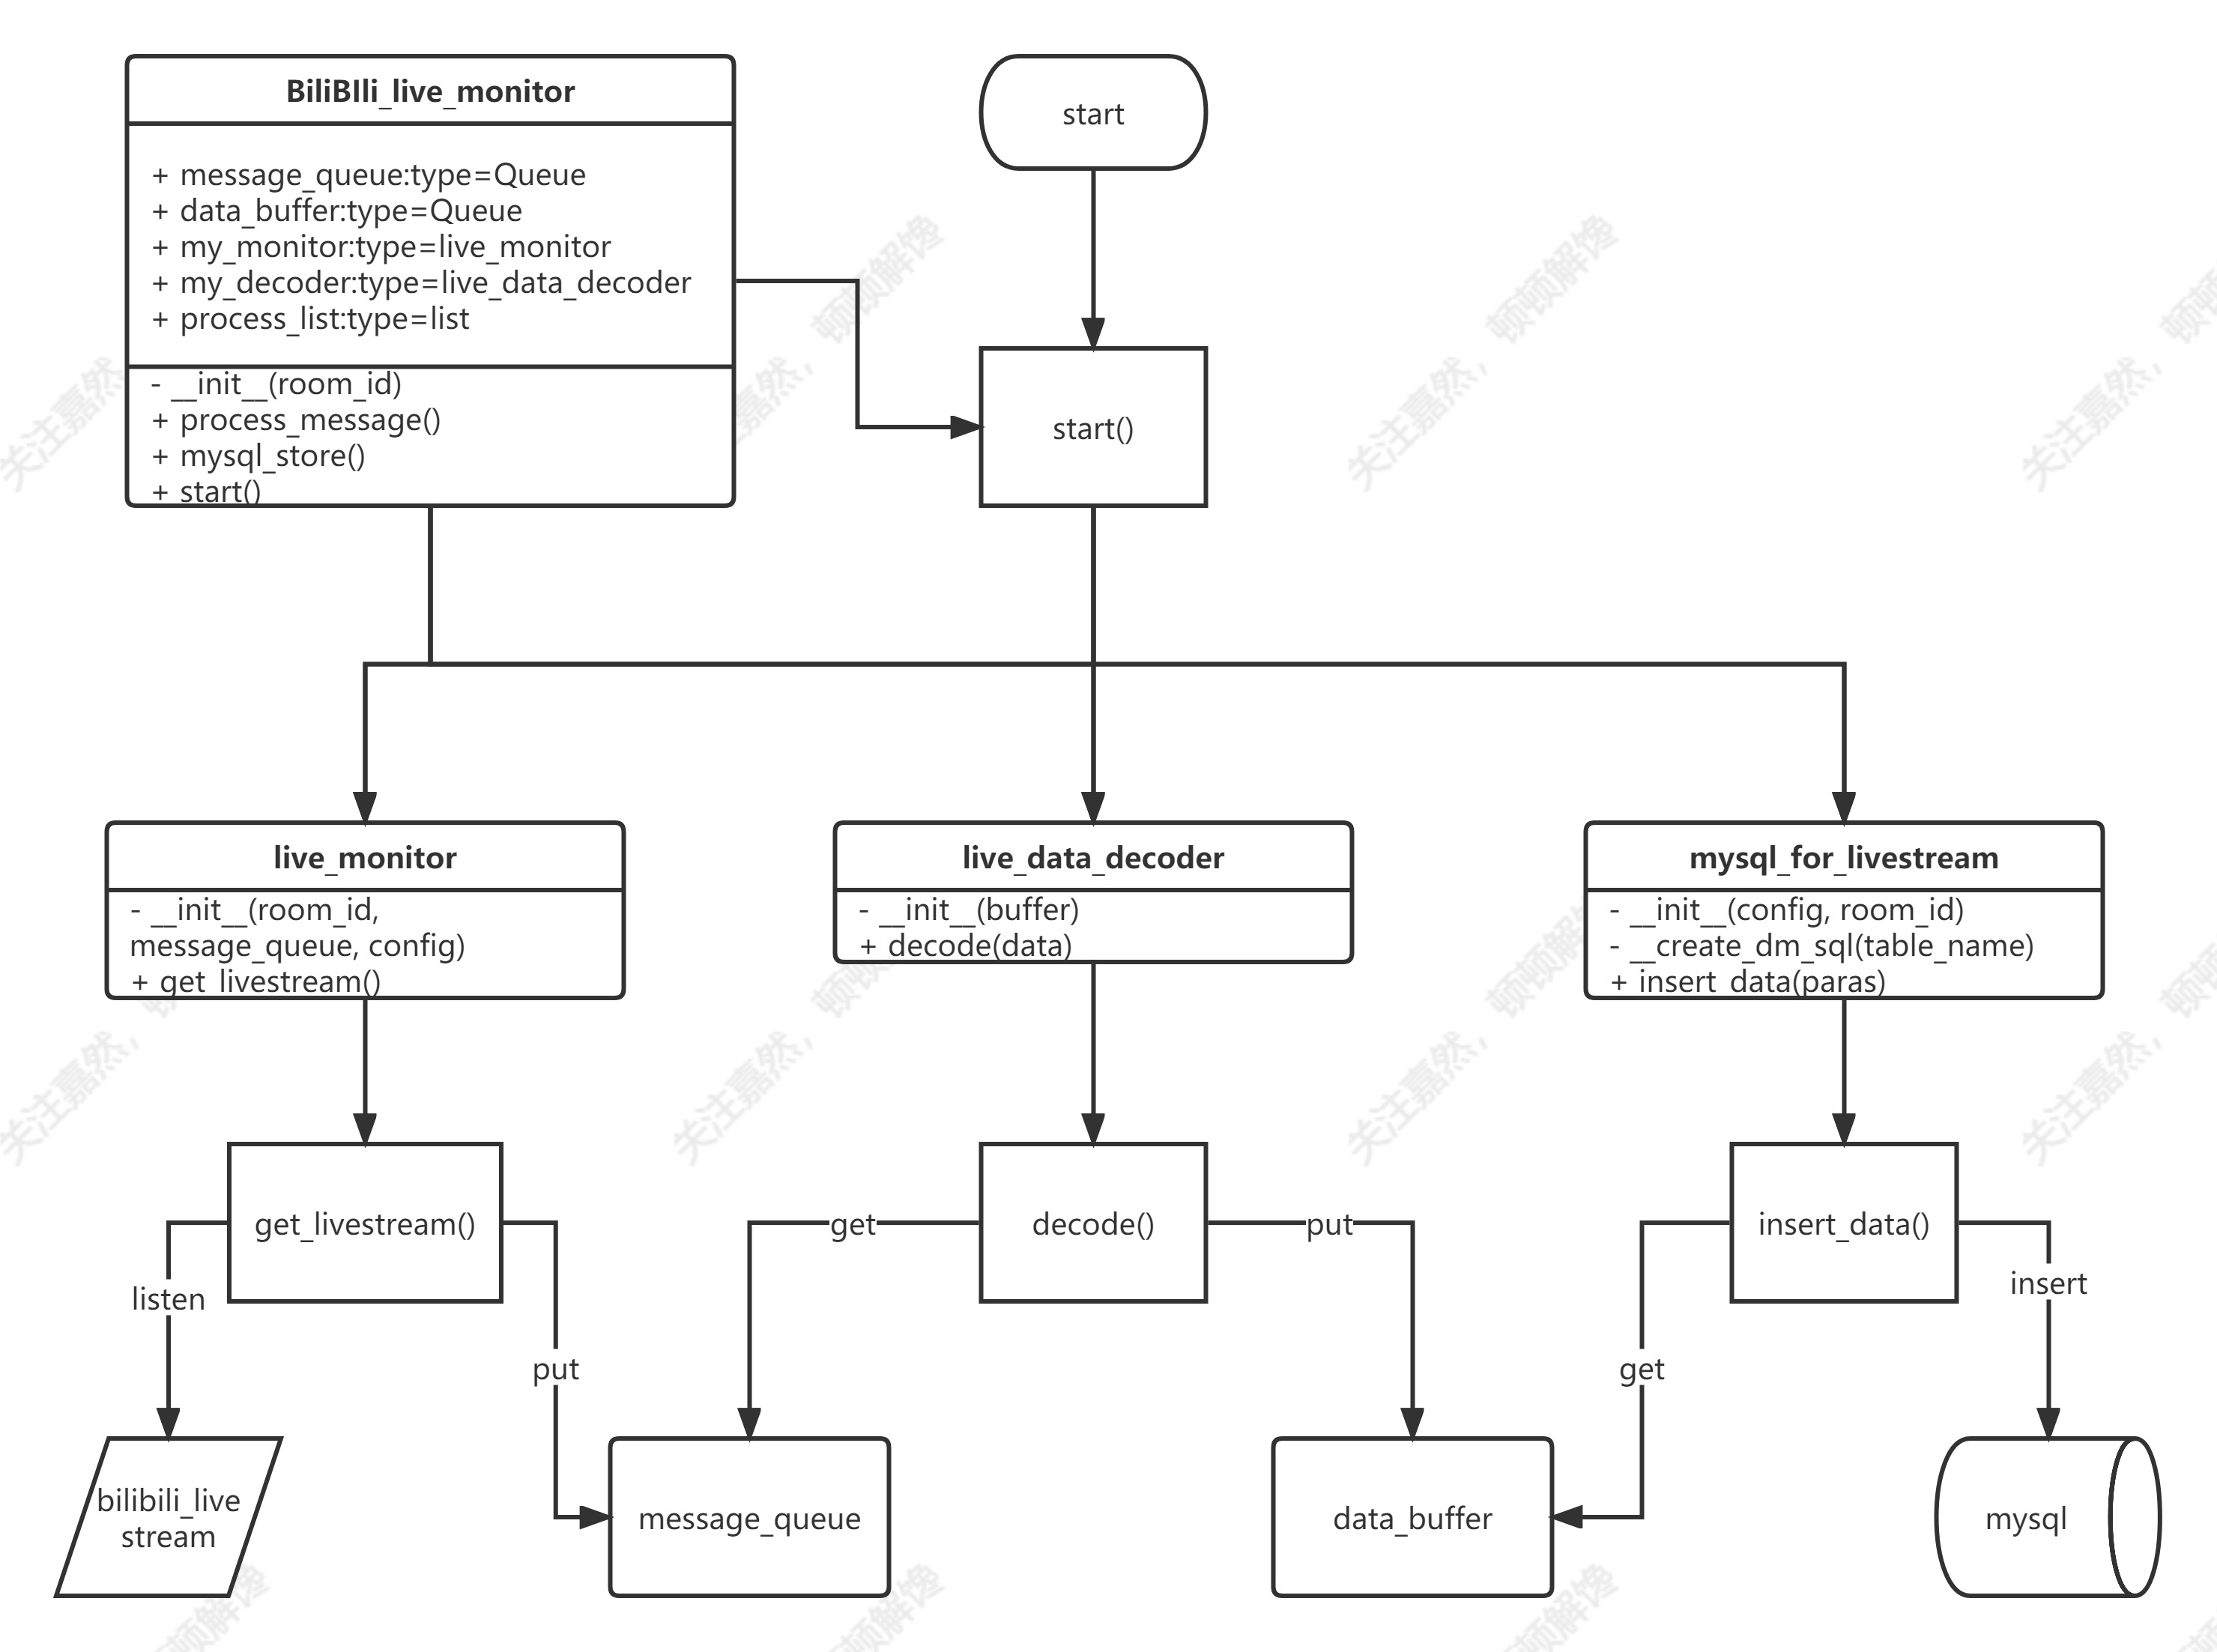 BiliBIli_live_monitor
+ message_queue:type=Queue
+ data_buffer:type=Queue
+ my_monitor:type=live_monitor
+ my_decoder:type=live_data_decoder
+ process_list:type=list
- __init__(room_id)
+ process_message()
+ mysql_store()
+ start()
start
start()
live_monitor
- __init__(room_id,
message_queue, config)
+ get_livestream()
live_data_decoder
- __init__(buffer)
+ decode(data)
mysql_for_livestream
- __init__(config, room_id)
- __create_dm_sql(table_name)
+ insert_data(paras)
get_livestream()
decode()
insert_data()
listen
put
get
put
get
insert
bilibili_live
stream
message_queue
data_buffer
mysql
关注嘉然，顿顿解馋